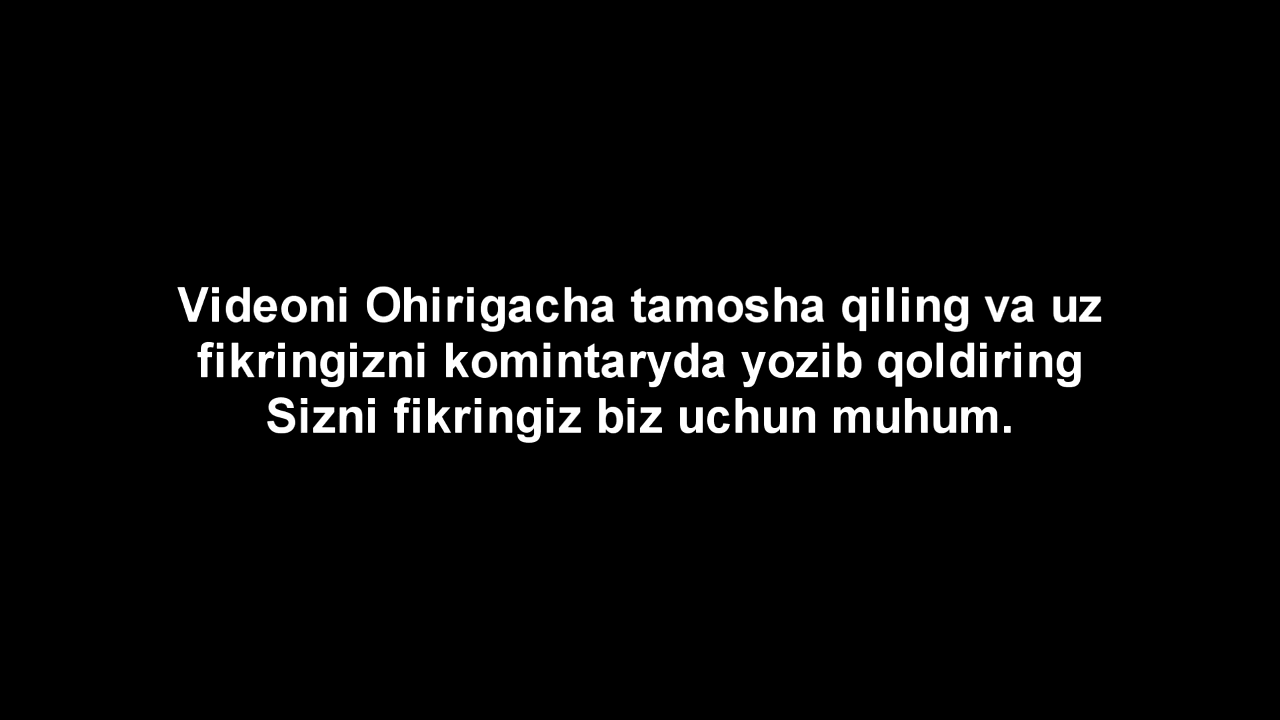 Videoni Ohirigacha tamosha qiling va uz
fikringizni komintaryda yozib qoldiring
Sizni fikringiz biz uchun muhum.